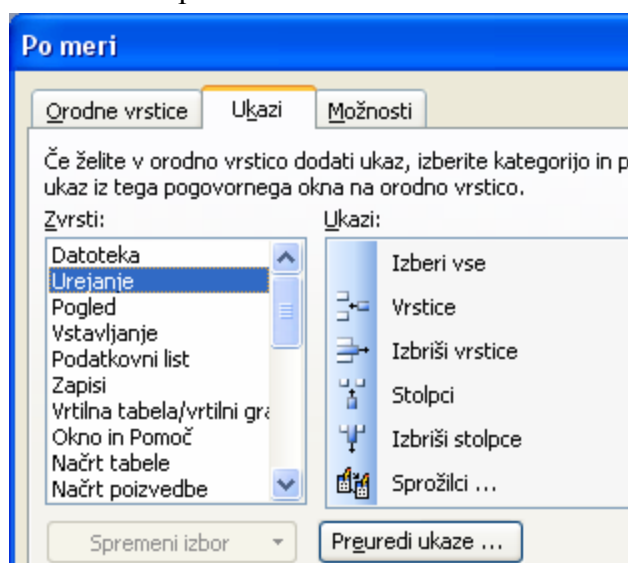 Po meri
Orodne vrstice Ukazi Možnosti
Če želite v orodno vrstico dodati ukaz, izberite kategorijo in p
ukaz iz tega pogovornega okna na orodno vrstico.
Zvrsti: Ukazi:
Datoteka
Urejanje
Pogled
Vstavljanje
Podatkovni list
Zapisi
Vrtilna tabela/vrtilni gra
Okno in Pomoč
Načrt tabele
Načrt poizvedbe
Izberi vse
Vrstice
Izbriši vrstice
Stolpci
Izbriši stolpce
Sprožilci ...
Spremeni izbor Preuredi ukaze ...